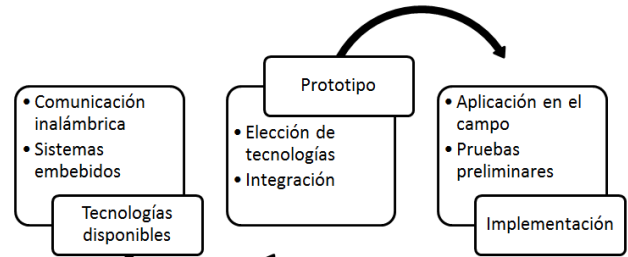 • Comunicación
inalámbrica
• Sistemas
embebidos
Tecnologías
disponibles
Prototipo
• Elección de
tecnologías
• Integración
• Aplicación en el
campo
• Pruebas
preliminares
Implementación